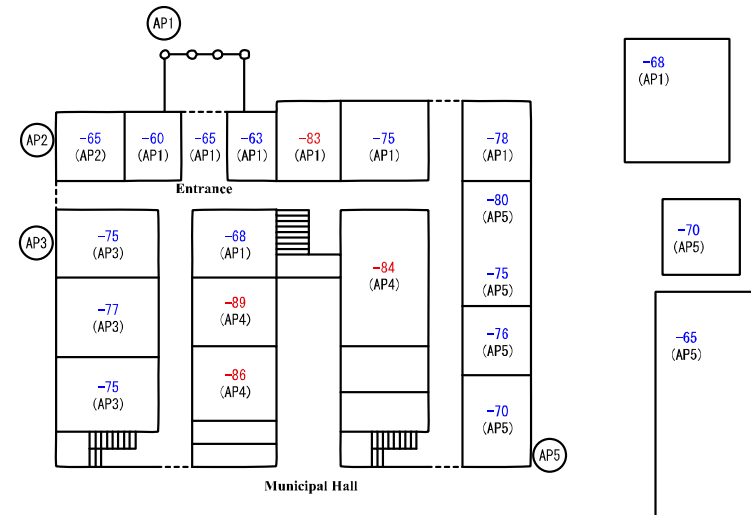 AP1
-68
(AP1)
AP2
-65
(AP2)
-60
(AP1)
-65
(AP1)
-63
(AP1)
-83
(AP1)
-75
(AP1)
-78
(AP1)
Entrance
-80
(AP5)
AP3
-75
(AP3)
-68
(AP1)
-84
(AP4)
-75
(AP5)
-70
(AP5)
-77
(AP3)
-89
(AP4)
-76
(AP5)
-65
(AP5)
-75
(AP3)
-86
(AP4)
-70
(AP5)
AP5
Municipal Hall